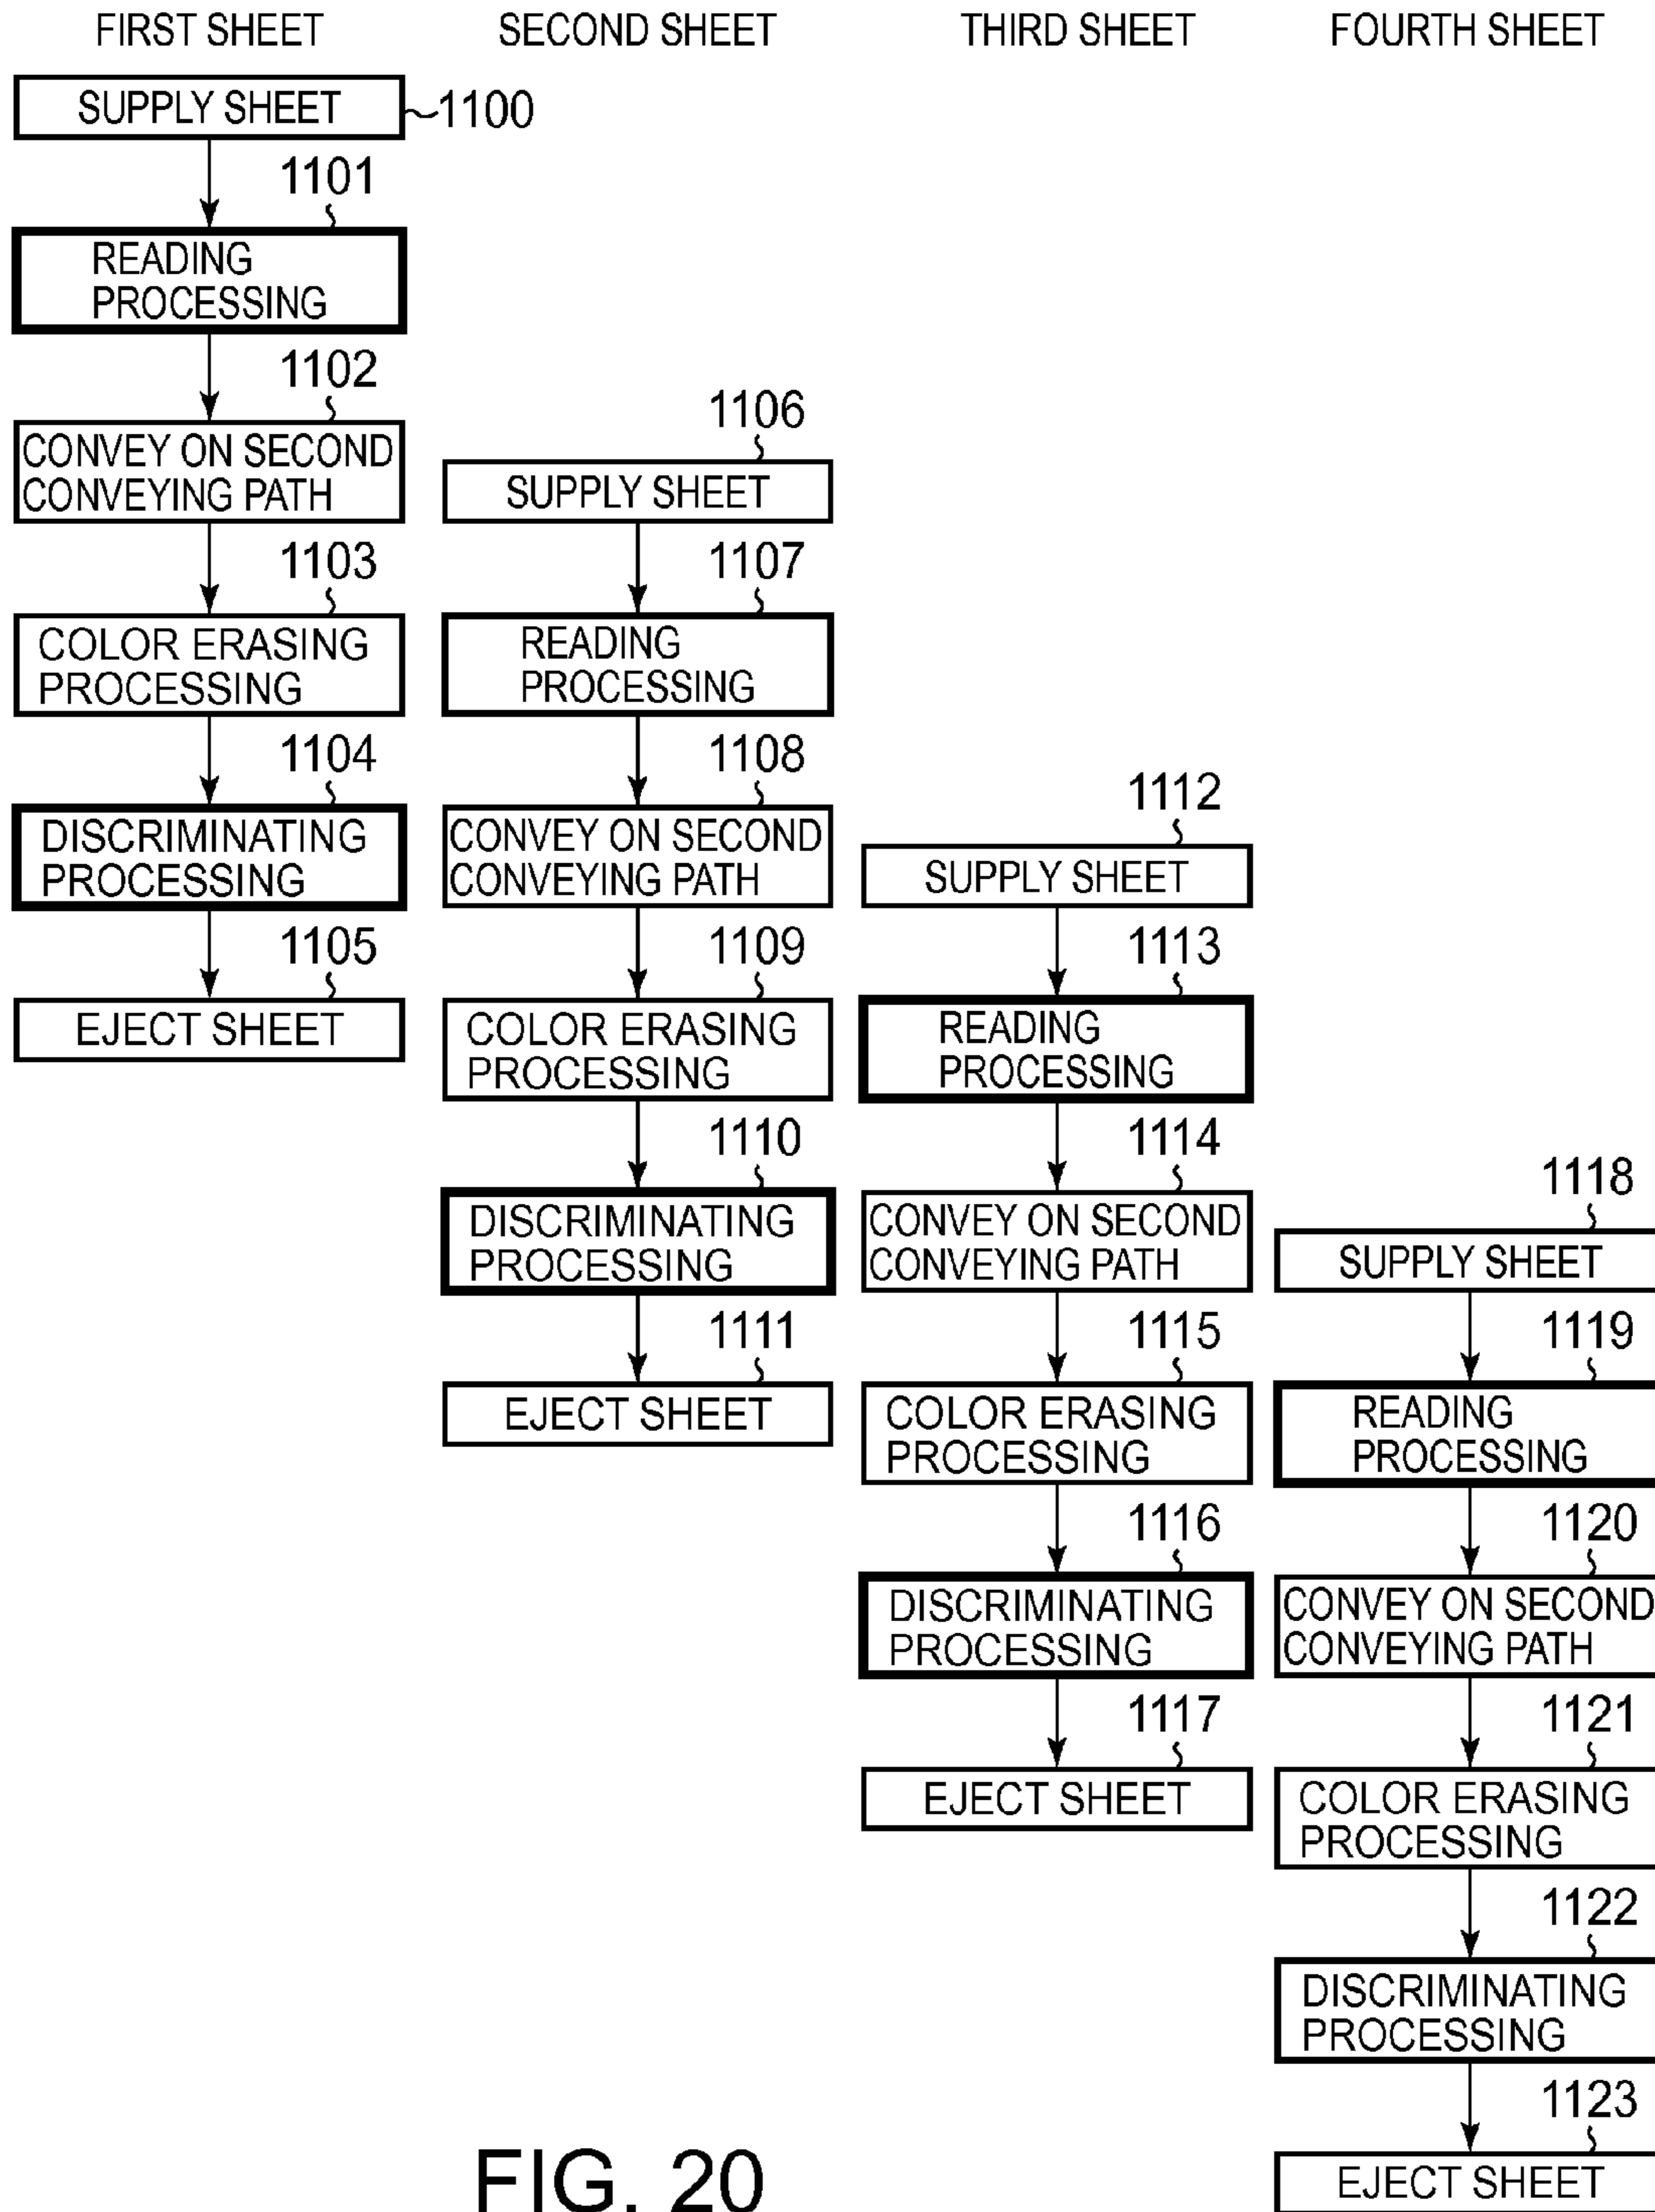 FIRST SHEET
SUPPLY SHEET
1100
1101
READING
PROCESSING
1102
CONVEY ON SECOND
CONVEYING PATH
1103
COLOR ERASING
PROCESSING
1104
DISCRIMINATING
PROCESSING
1105
EJECT SHEET
SECOND SHEET
1106
SUPPLY SHEET
1107
READING
PROCESSING
1108
CONVEY ON SECOND
CONVEYING PATH
1109
COLOR ERASING
PROCESSING
1110
DISCRIMINATING
PROCESSING
1111
EJECT SHEET
THIRD SHEET
1112
SUPPLY SHEET
1113
READING
PROCESSING
1114
CONVEY ON SECOND
CONVEYING PATH
1115
COLOR ERASING
PROCESSING
1116
DISCRIMINATING
PROCESSING
1117
EJECT SHEET
FOURTH SHEET
1118
SUPPLY SHEET
1119
READING
PROCESSING
1120
CONVEY ON SECOND
CONVEYING PATH
1121
COLOR ERASING
PROCESSING
1122
DISCRIMINATING
PROCESSING
1123
EJECT SHEET
FIG. 20